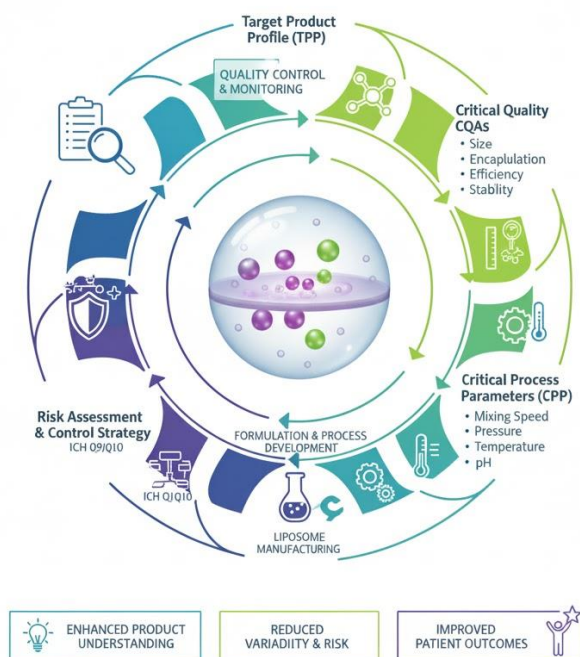 Target Product
Profile (TPP)
QUALITY CONTROL
& MONITORING
Critical Quality
CQAs
• Size
• Encaplulation
• Efficiency
• Stablity
Critical Process
Parameters (CPP)
• Mixing Speed
• Pressure
• Temperature
• pH
Risk Assessment
& Control Strategy
ICH Q9/Q10
FORMULATION & PROCESS
DEVELOPMENT
ICH QIQ10
LIPOSOME
MANUFACTURING
ENHANCED PRODUCT
UNDERSTANDING
REDUCED
VARIADIITY & RISK
IMPROVED
PATIENT OUTCOMES